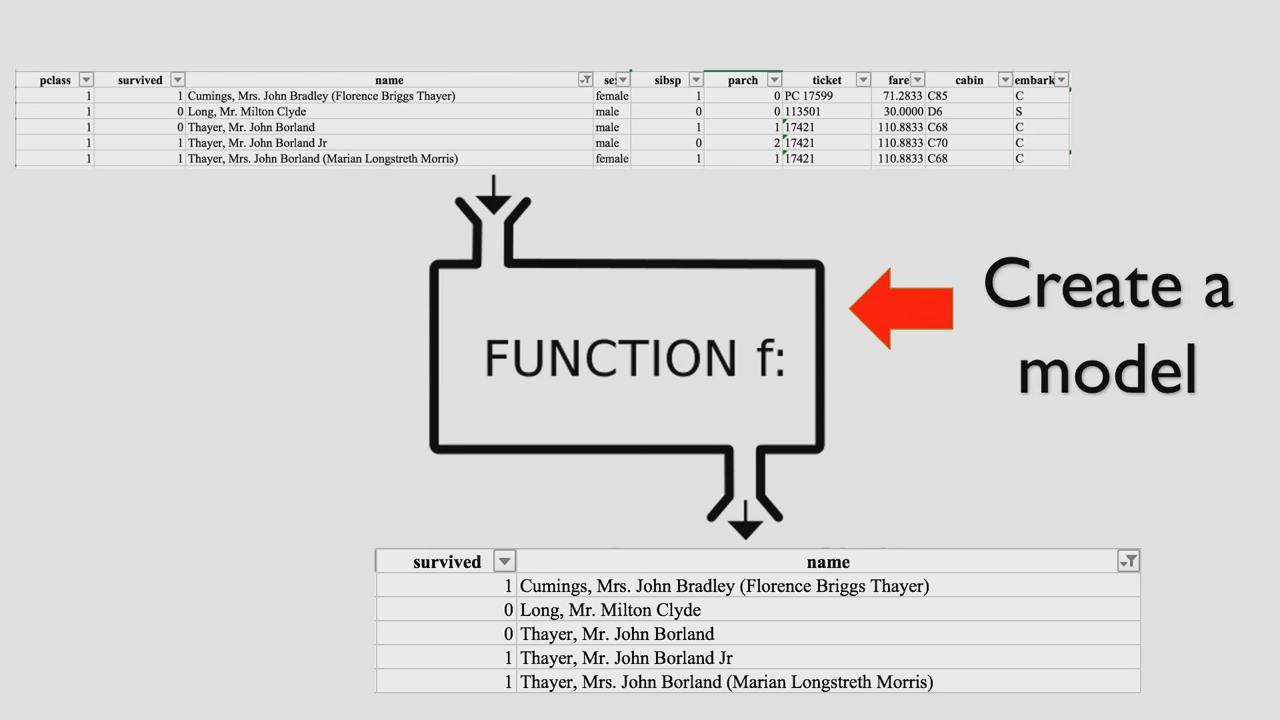 pclass survived name se: sibsp parch ticket fare cabin embark
1 1 Cumings, Mrs. John Bradley (Florence Briggs Thayer) female 1 0 PC 17599 71.2833 C85 C
1 0 Long, Mr. Milton Clyde male 0 0 113501 30.0000 D6 S
1 0 Thayer, Mr. John Borland male 1 1 17421 110.8833 C68 C
1 1 Thayer, Mr. John Borland Jr male 0 2 17421 110.8833 C70 C
1 1 Thayer, Mrs. John Borland (Marian Longstreth Morris) female 1 1 17421 110.8833 C68 C
FUNCTION f:
Create a
model
survived name
1 Cumings, Mrs. John Bradley (Florence Briggs Thayer)
0 Long, Mr. Milton Clyde
0 Thayer, Mr. John Borland
1 Thayer, Mr. John Borland Jr
1 Thayer, Mrs. John Borland (Marian Longstreth Morris)